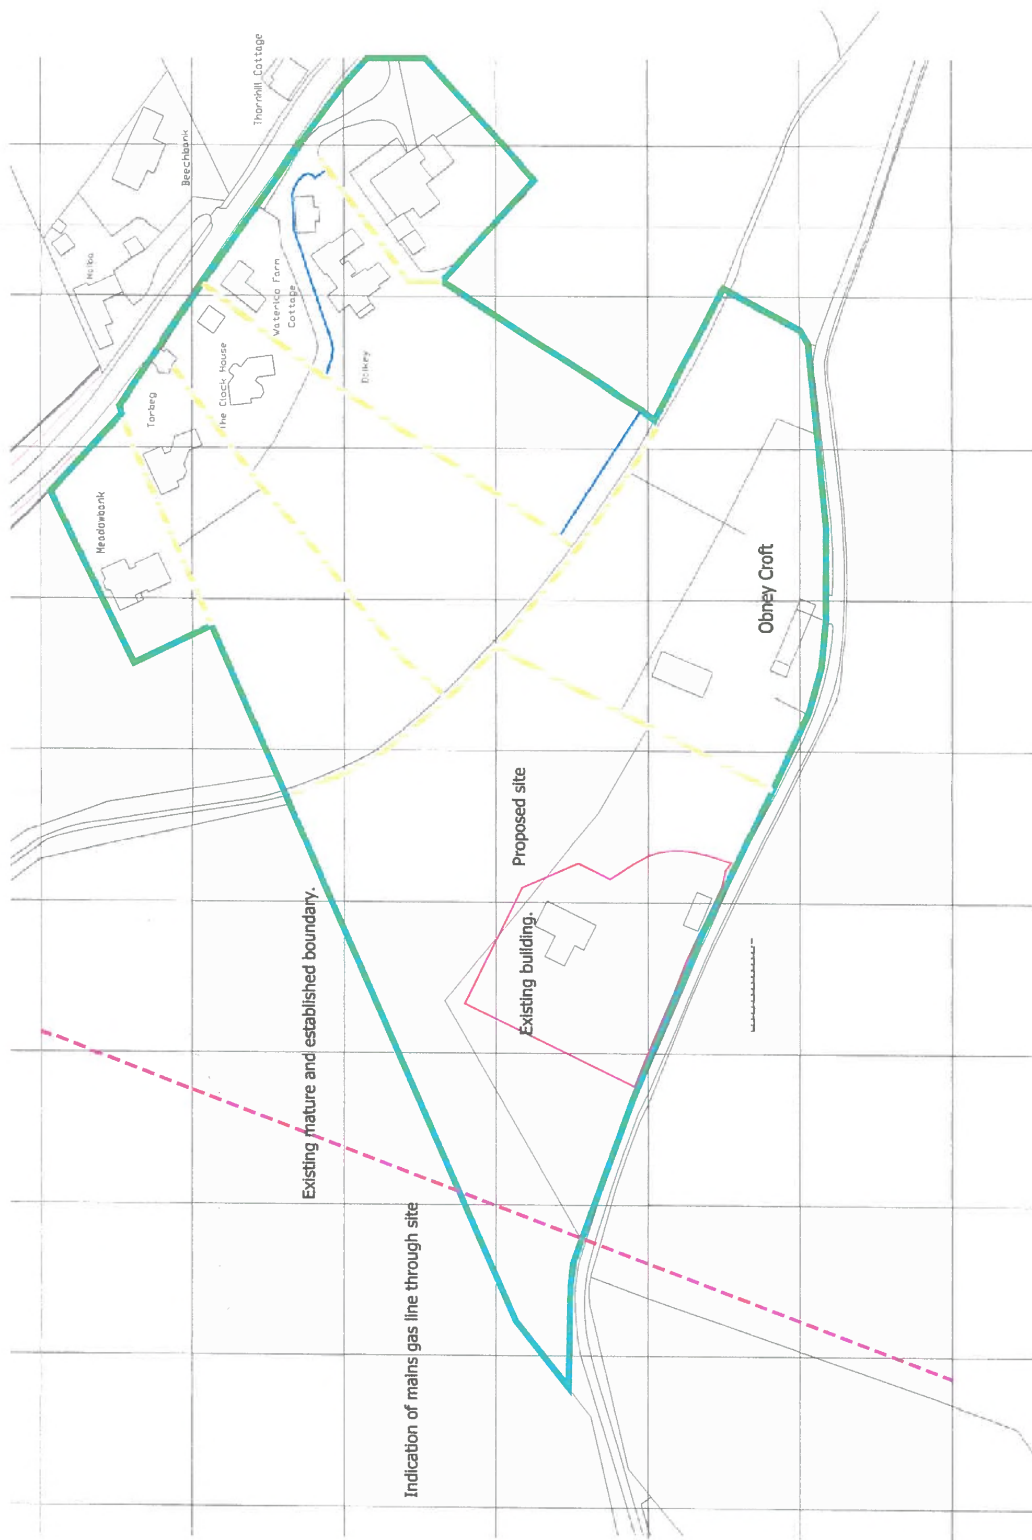 Thornhill Cottage
Beechbank
Melba
Waterloo Farm
Cottage
The Clock House
Torbeg
Meadowbank
Obney Croft
Proposed site
Existing building.
Existing mature and established boundary.
Indication of mains gas line through site